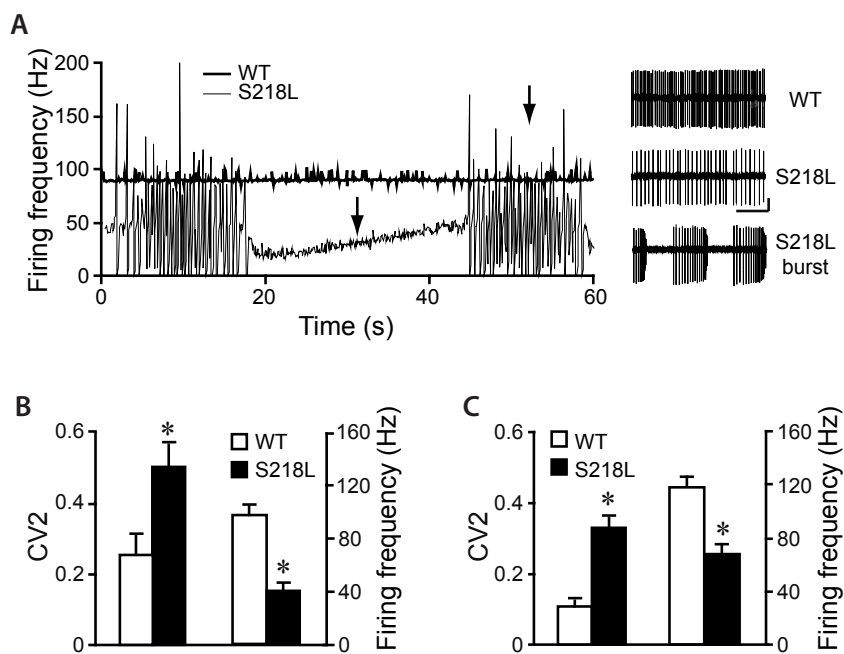 A
Firing frequency (Hz)
200
150
100
50
0
WT
S218L
0
20
40
60
Time (s)
WT
S218L
S218L
burst
B
CV2
0.6
0.4
0.2
0
*
*
WT
S218L
160
120
80
40
0
Firing frequency (Hz)
C
CV2
0.6
0.4
0.2
0
WT
S218L
*
*
160
120
80
40
0
Firing frequency (Hz)